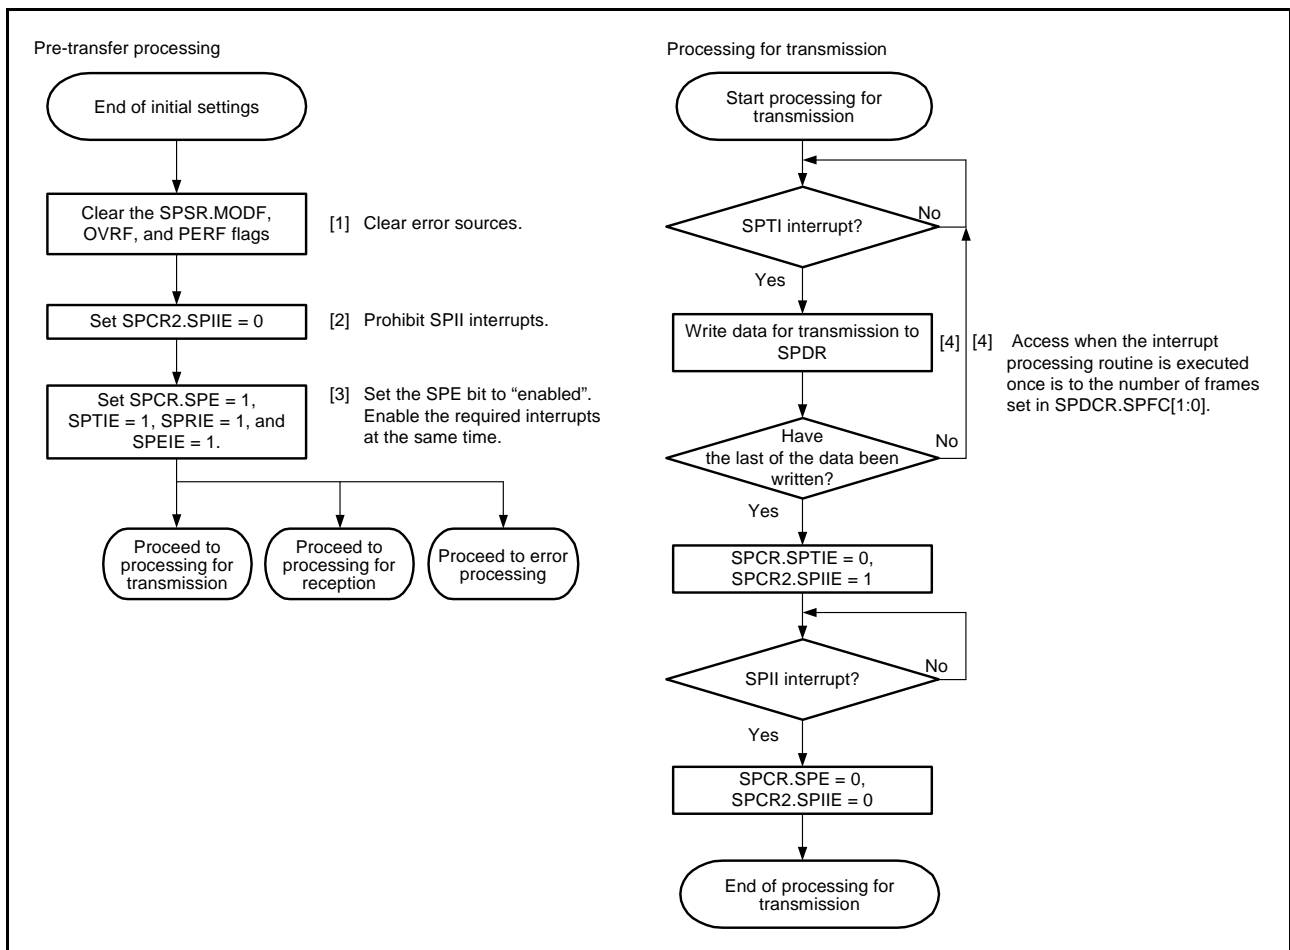 Pre-transfer processing
End of initial settings
Clear the SPSR.MODF,
OVRF, and PERF flags
[1] Clear error sources.
Set SPCR2.SPIIE = 0
[2] Prohibit SPII interrupts.
Set SPCR.SPE = 1,
SPTIE = 1, SPRIE = 1, and
SPEIE = 1.
[3] Set the SPE bit to “enabled”.
Enable the required interrupts
at the same time.
Proceed to
processing for
transmission
Proceed to
processing for
reception
Proceed to error
processing
Processing for transmission
Start processing for
transmission
SPTI interrupt?
No
Yes
Write data for transmission to
SPDR
[4]
[4] Access when the interrupt
processing routine is executed
once is to the number of frames
set in SPDCR.SPFC[1:0].
Have
the last of the data been
written?
No
Yes
SPCR.SPTIE = 0,
SPCR2.SPIIE = 1
SPII interrupt?
No
Yes
SPCR.SPE = 0,
SPCR2.SPIIE = 0
End of processing for
transmission